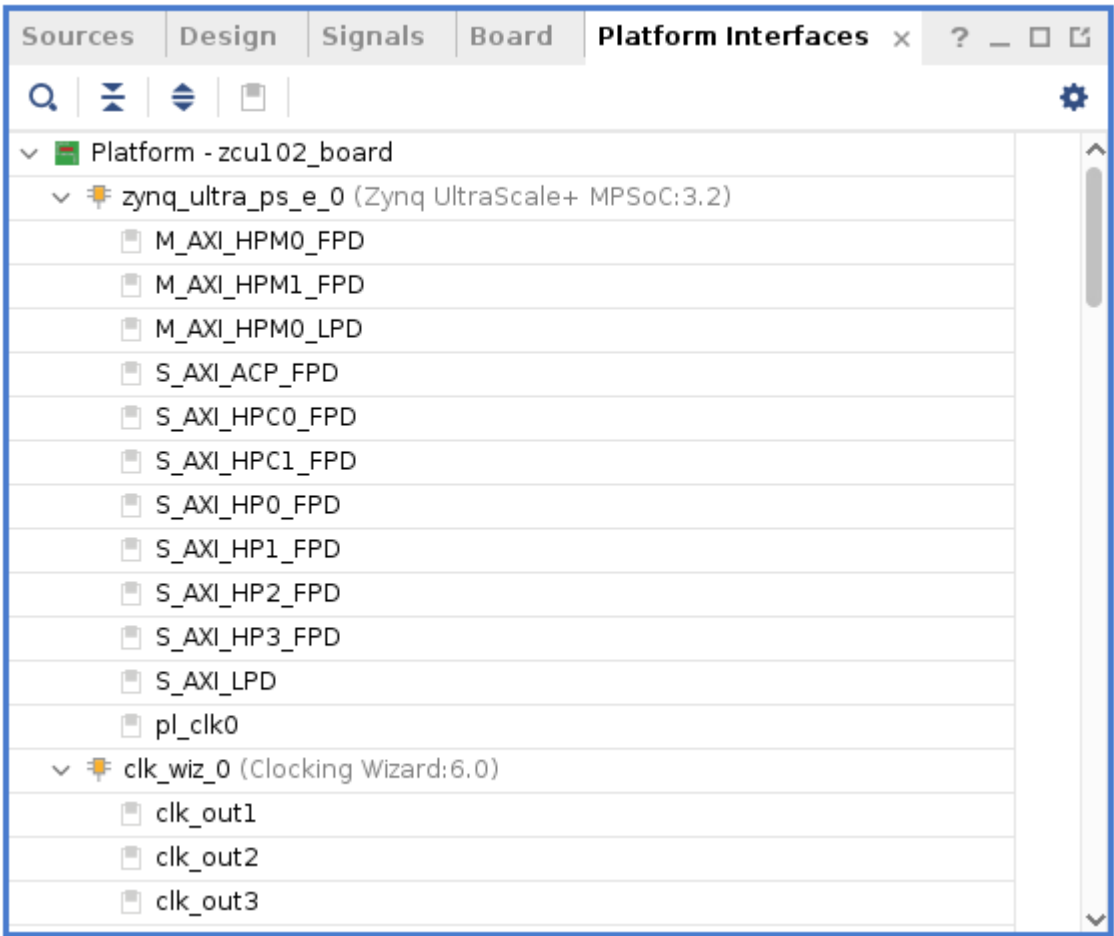 Sources Design Signals Board Platform Interfaces × ?
Platform - zcu102_board
zynq_ultra_ps_e_0 (Zynq UltraScale+ MPSoC:3.2)
M_AXI_HPM0_FPD
M_AXI_HPM1_FPD
M_AXI_HPM0_LPD
S_AXI_ACP_FPD
S_AXI_HPC0_FPD
S_AXI_HPC1_FPD
S_AXI_HP0_FPD
S_AXI_HP1_FPD
S_AXI_HP2_FPD
S_AXI_HP3_FPD
S_AXI_LPD
pl_clk0
clk_wiz_0 (Clocking Wizard:6.0)
clk_out1
clk_out2
clk_out3